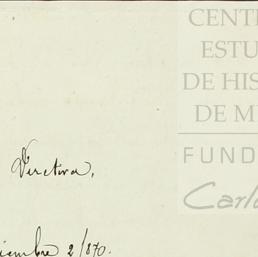 CENT
ESTU
DE HIS
DE M
FUND
Carl
Directiva,
iembre 2/870.